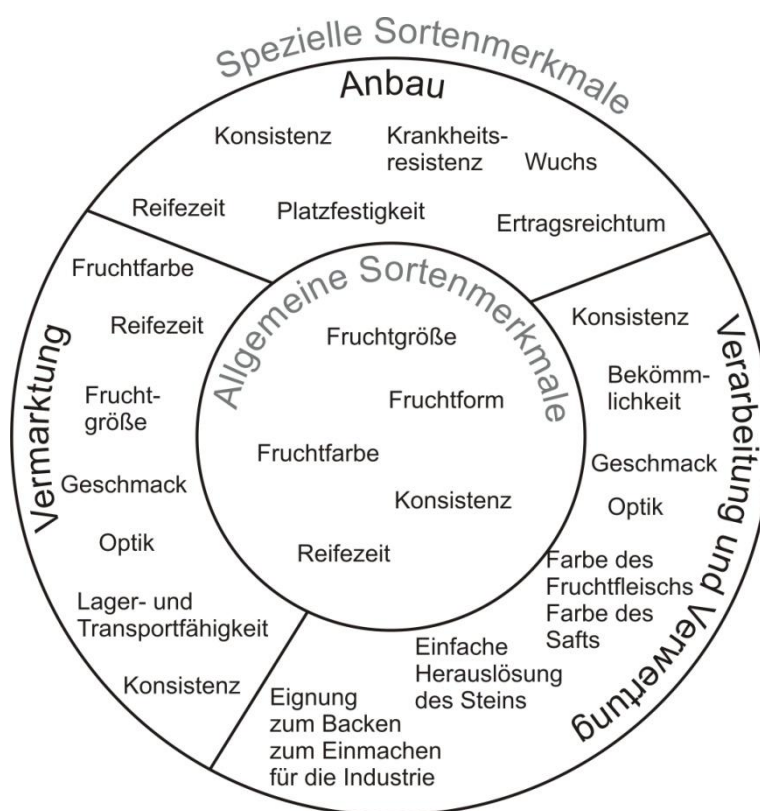 Spezielle Sortenmerkmale
Anbau
Konsistenz
Krankheits-
resistenz
Wuchs
Reifezeit
Platzfestigkeit
Ertragsreichtum
Vermarktung
Fruchtfarbe
Reifezeit
Frucht-
größe
Geschmack
Optik
Lager- und
Transportfähigkeit
Konsistenz
Allgemeine Sortenmerkmale
Fruchtgröße
Fruchtform
Fruchtfarbe
Konsistenz
Reifezeit
Verarbeitung und Verwertung
Konsistenz
Bekömm-
lichkeit
Geschmack
Optik
Farbe des
Fruchtfleischs
Farbe des
Safts
Einfache
Herauslösung
des Steins
Eignung
zum Backen
zum Einmachen
für die Industrie